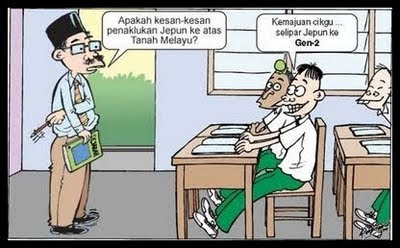 Apakah kesan-kesan
penaklukan Jepun ke atas
Tanah Melayu?
Kemajuan cikgu ...
selipar Jepun ke
Gen-2